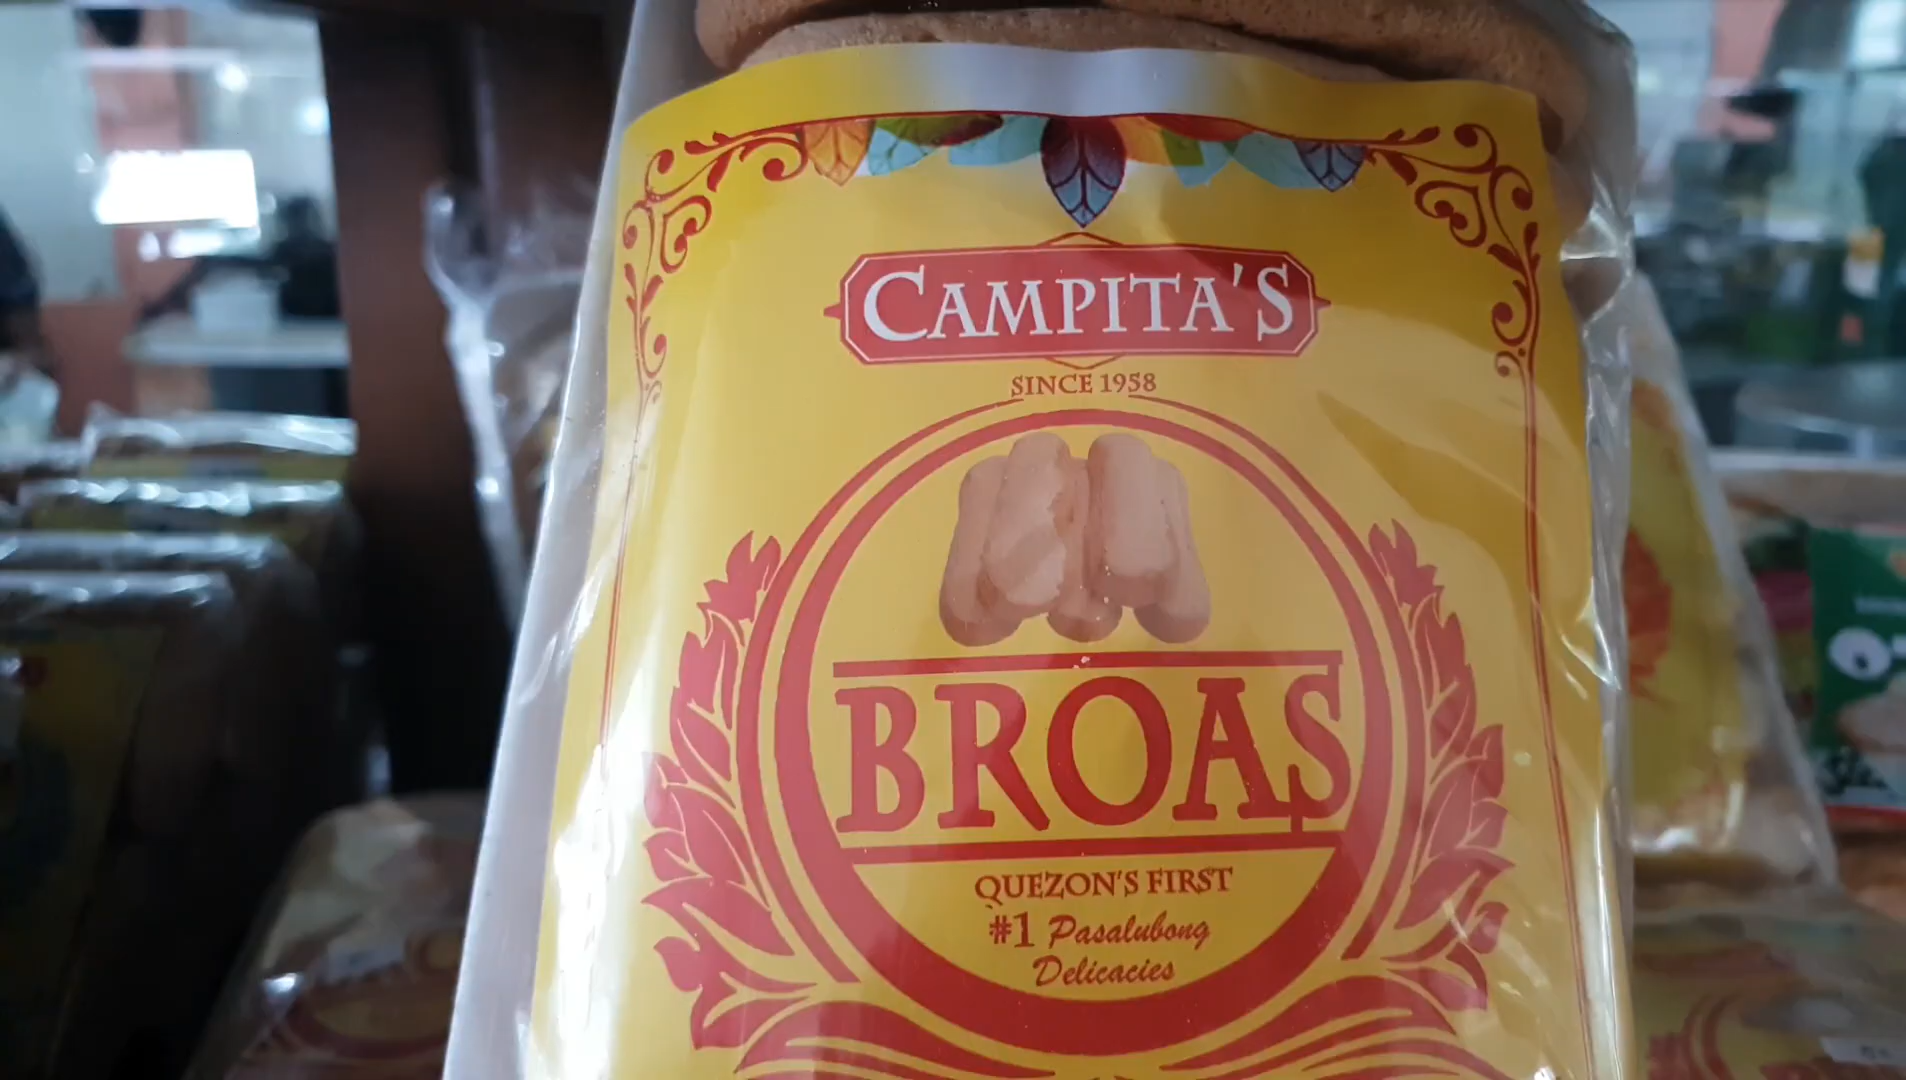 CAMPITA'S
SINCE 1958
BROAS
QUEZON'S FIRST
#1 Pasalubong
Delicacies